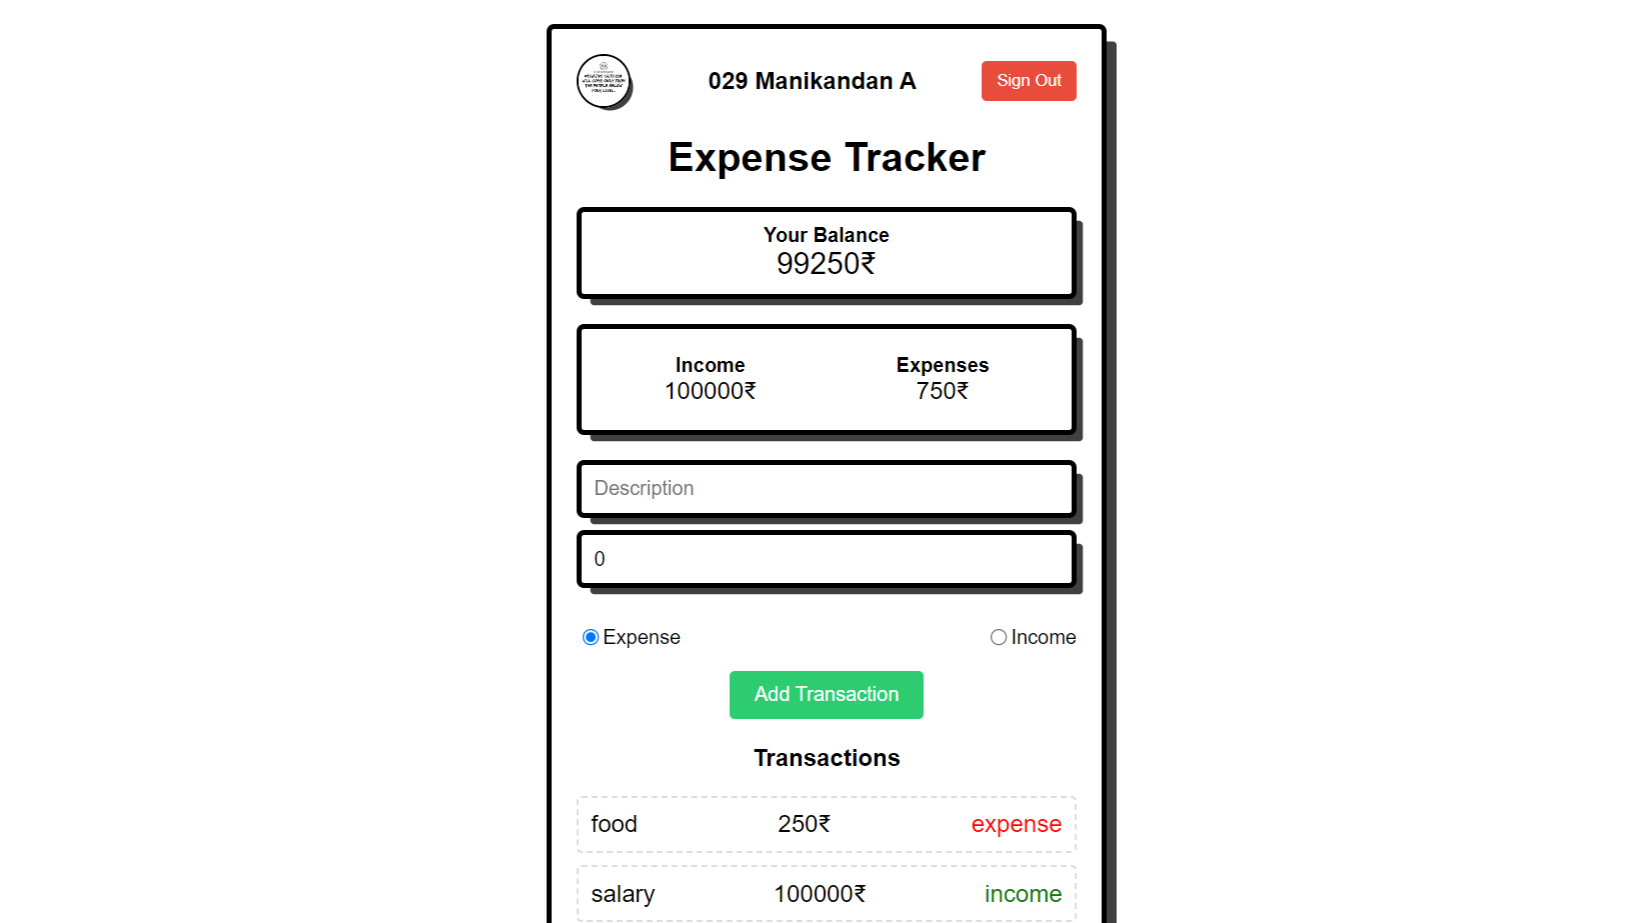 029 Manikandan A
Sign Out
Expense Tracker
Your Balance
99250₹
Income
Expenses
100000₹
750₹
Description
0
Expense
Income
Add Transaction
Transactions
food 250₹ expense
salary 100000₹ income